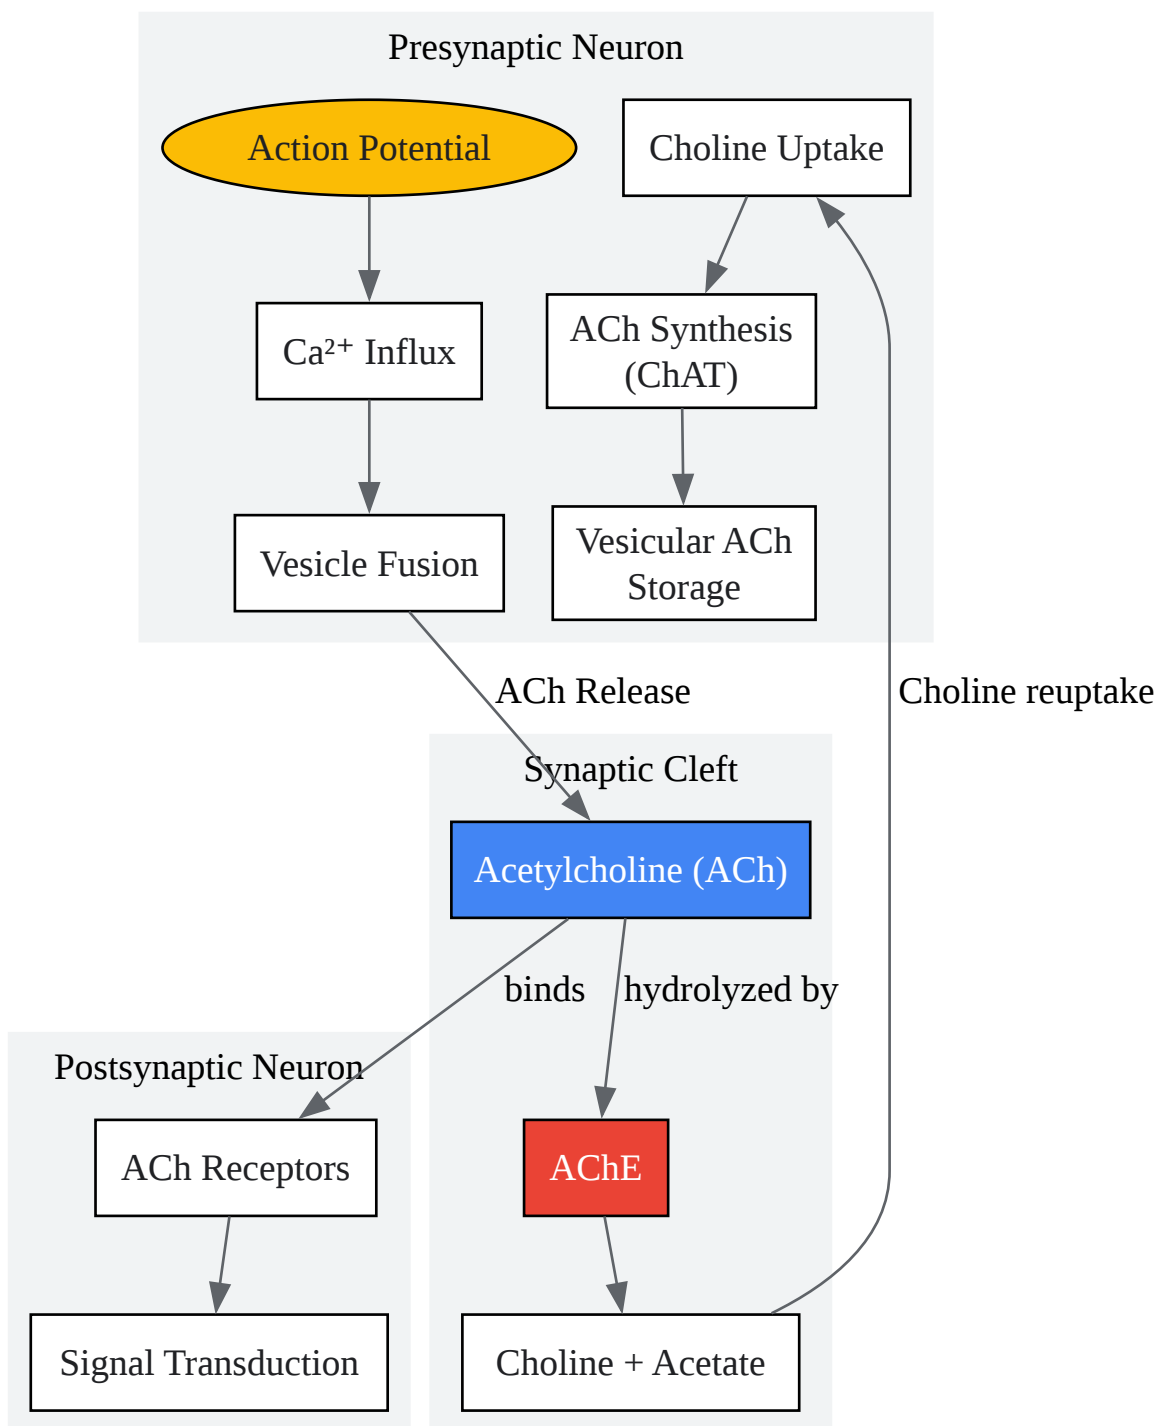 Presynaptic Neuron
Action Potential
Choline Uptake
Ca²⁺ Influx
ACh Synthesis
(ChAT)
Vesicle Fusion
Vesicular ACh
Storage
ACh Release
Choline reuptake
Synaptic Cleft
Acetylcholine (ACh)
binds
hydrolyzed by
Postsynaptic Neuron
ACh Receptors
AChE
Signal Transduction
Choline + Acetate